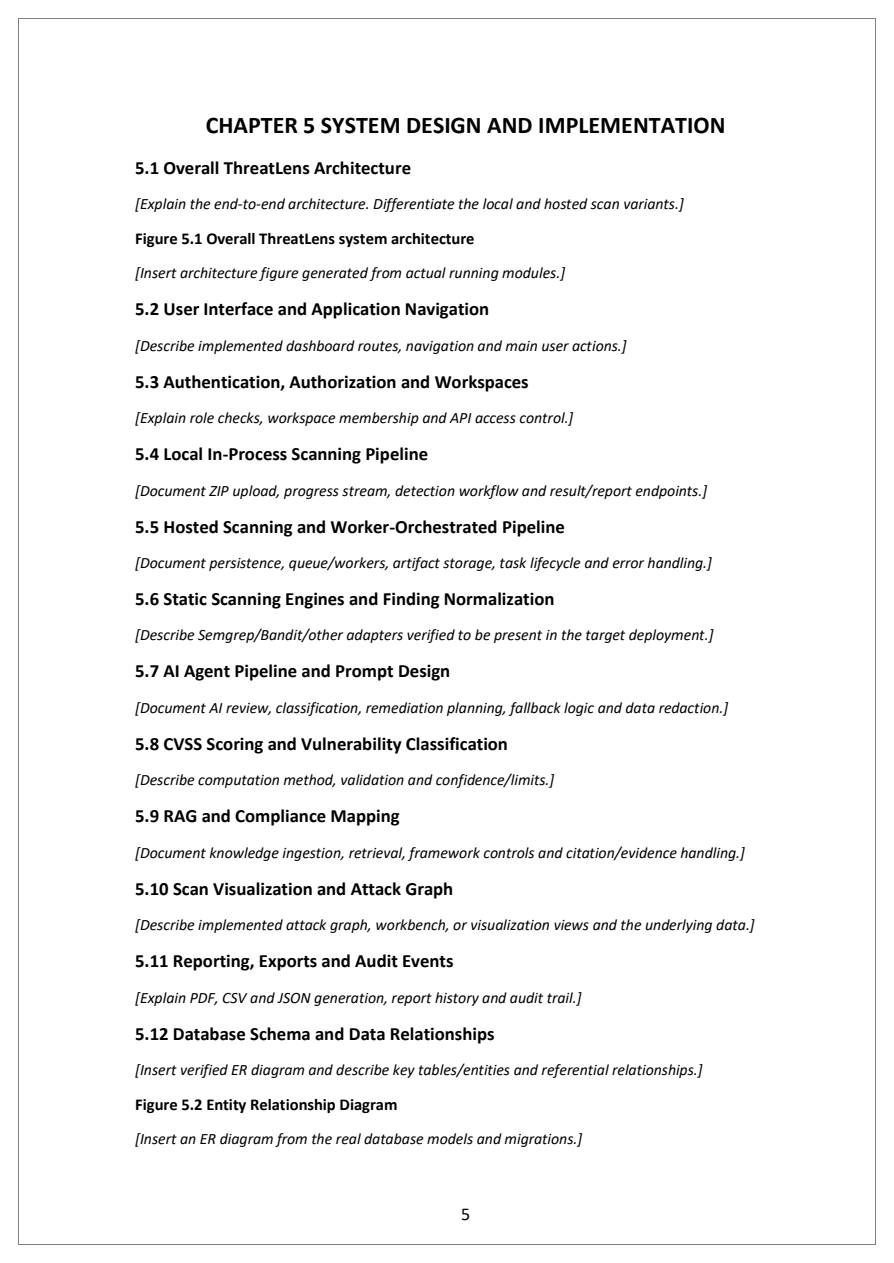 CHAPTER 5 SYSTEM DESIGN AND IMPLEMENTATION
5.1 Overall ThreatLens Architecture
[Explain the end-to-end architecture. Differentiate the local and hosted scan variants.]
Figure 5.1 Overall ThreatLens system architecture
[Insert architecture figure generated from actual running modules.]
5.2 User Interface and Application Navigation
[Describe implemented dashboard routes, navigation and main user actions.]
5.3 Authentication, Authorization and Workspaces
[Explain role checks, workspace membership and API access control.]
5.4 Local In-Process Scanning Pipeline
[Document ZIP upload, progress stream, detection workflow and result/report endpoints.]
5.5 Hosted Scanning and Worker-Orchestrated Pipeline
[Document persistence, queue/workers, artifact storage, task lifecycle and error handling.]
5.6 Static Scanning Engines and Finding Normalization
[Describe Semgrep/Bandit/other adapters verified to be present in the target deployment.]
5.7 AI Agent Pipeline and Prompt Design
[Document AI review, classification, remediation planning, fallback logic and data redaction.]
5.8 CVSS Scoring and Vulnerability Classification
[Describe computation method, validation and confidence/limits.]
5.9 RAG and Compliance Mapping
[Document knowledge ingestion, retrieval, framework controls and citation/evidence handling.]
5.10 Scan Visualization and Attack Graph
[Describe implemented attack graph, workbench, or visualization views and the underlying data.]
5.11 Reporting, Exports and Audit Events
[Explain PDF, CSV and JSON generation, report history and audit trail.]
5.12 Database Schema and Data Relationships
[Insert verified ER diagram and describe key tables/entities and referential relationships.]
Figure 5.2 Entity Relationship Diagram
[Insert an ER diagram from the real database models and migrations.]
5